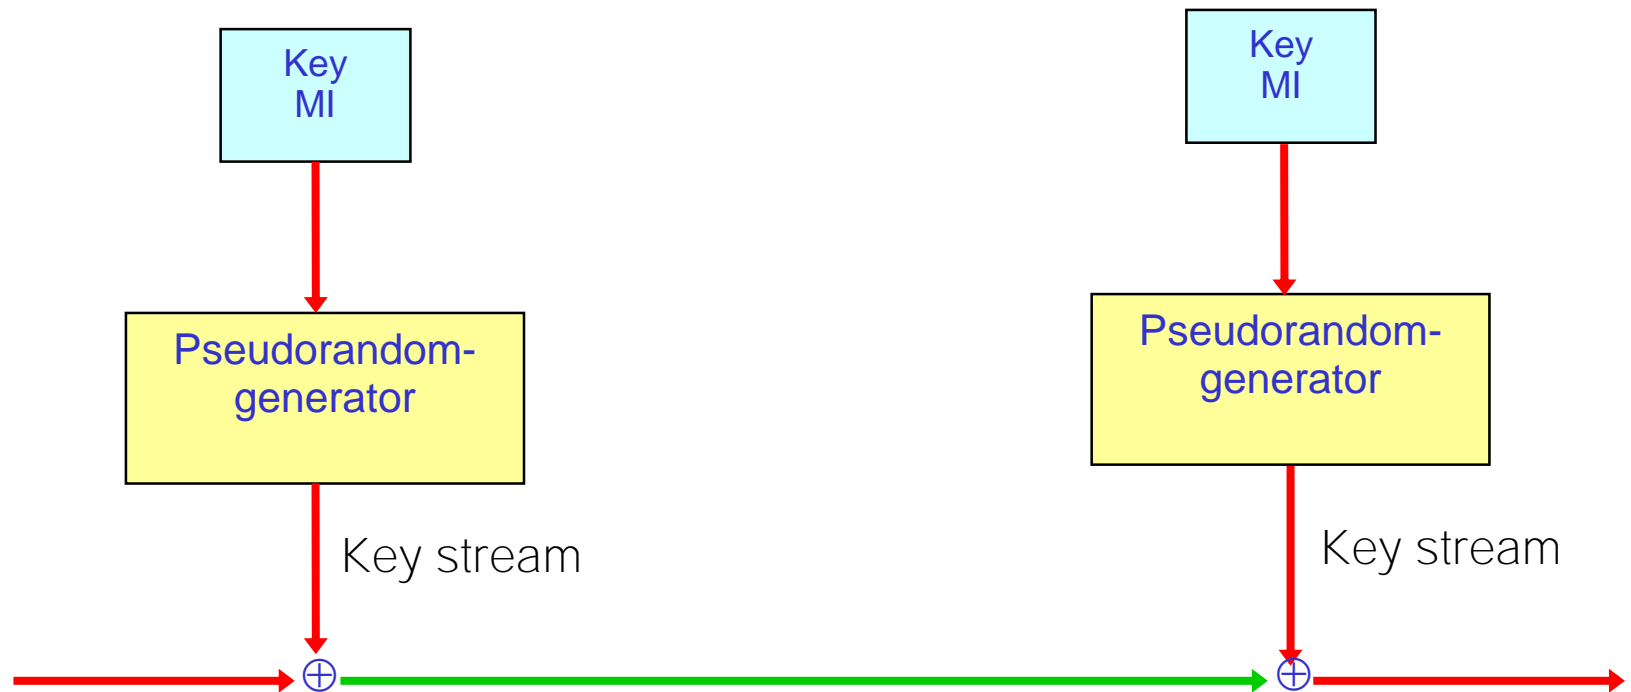 Key
MI
Key
MI
Pseudorandom-
generator
Pseudorandom-
generator
Key stream
Key stream